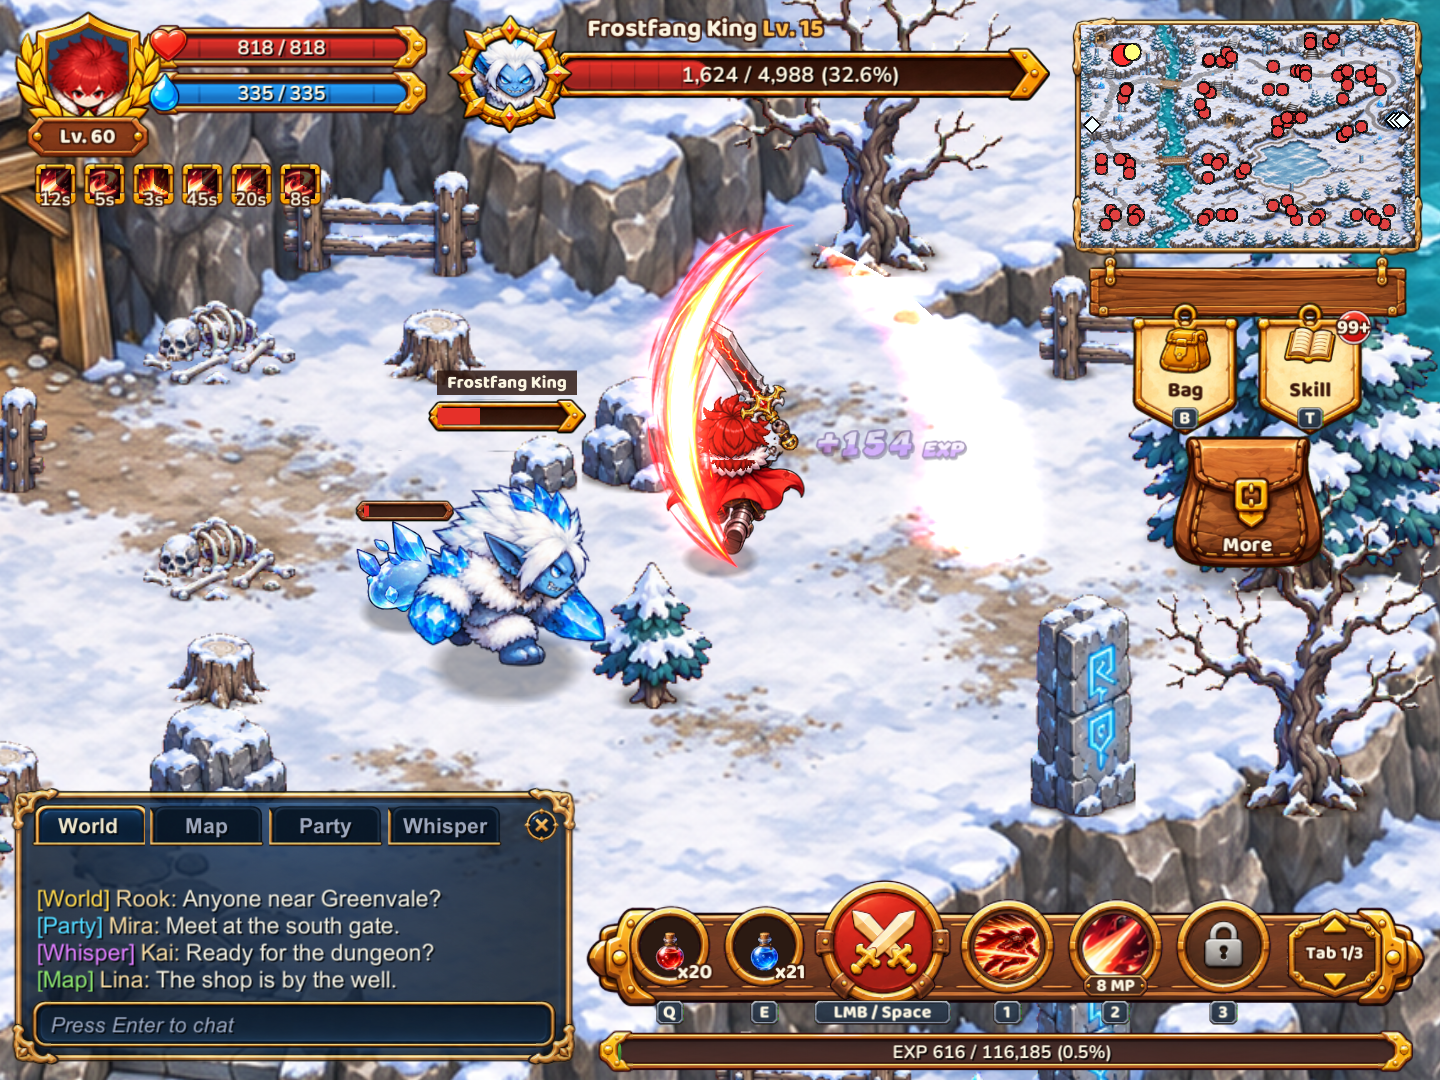 Frostfang King Lv. 15
818 / 818
335 / 335
1,624 / 4,988 (32.6%)
Lv. 60
12s
5s
3s
45s
20s
8s
99+
Bag
Skill
B
T
Frostfang King
+154 EXP
More
World
Map
Party
Whisper
[World] Rook: Anyone near Greenvale?
[Party] Mira: Meet at the south gate.
[Whisper] Kai: Ready for the dungeon?
[Map] Lina: The shop is by the well.
Press Enter to chat
x20
x21
8 MP
Tab 1/3
Q
E
LMB / Space
1
2
3
EXP 616 / 116,185 (0.5%)